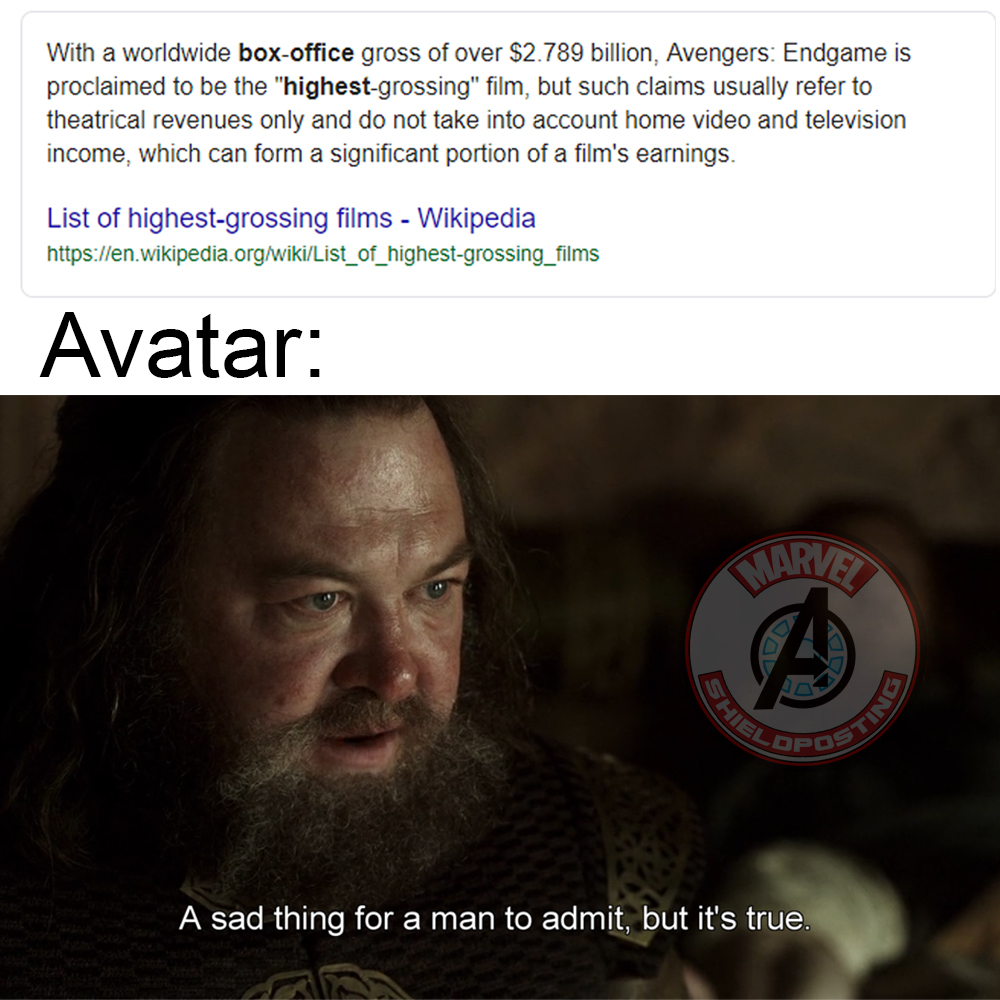 With a worldwide box-office gross of over $2.789 billion, Avengers: Endgame is
proclaimed to be the "highest-grossing" film, but such claims usually refer to
theatrical revenues only and do not take into account home video and television
income, which can form a significant portion of a film's earnings.
List of highest-grossing films - Wikipedia
https://en.wikipedia.org/wiki/List_of_highest-grossing_films
Avatar:
MARVEL
A
SHIELDPOSTING
A sad thing for a man to admit, but it's true.